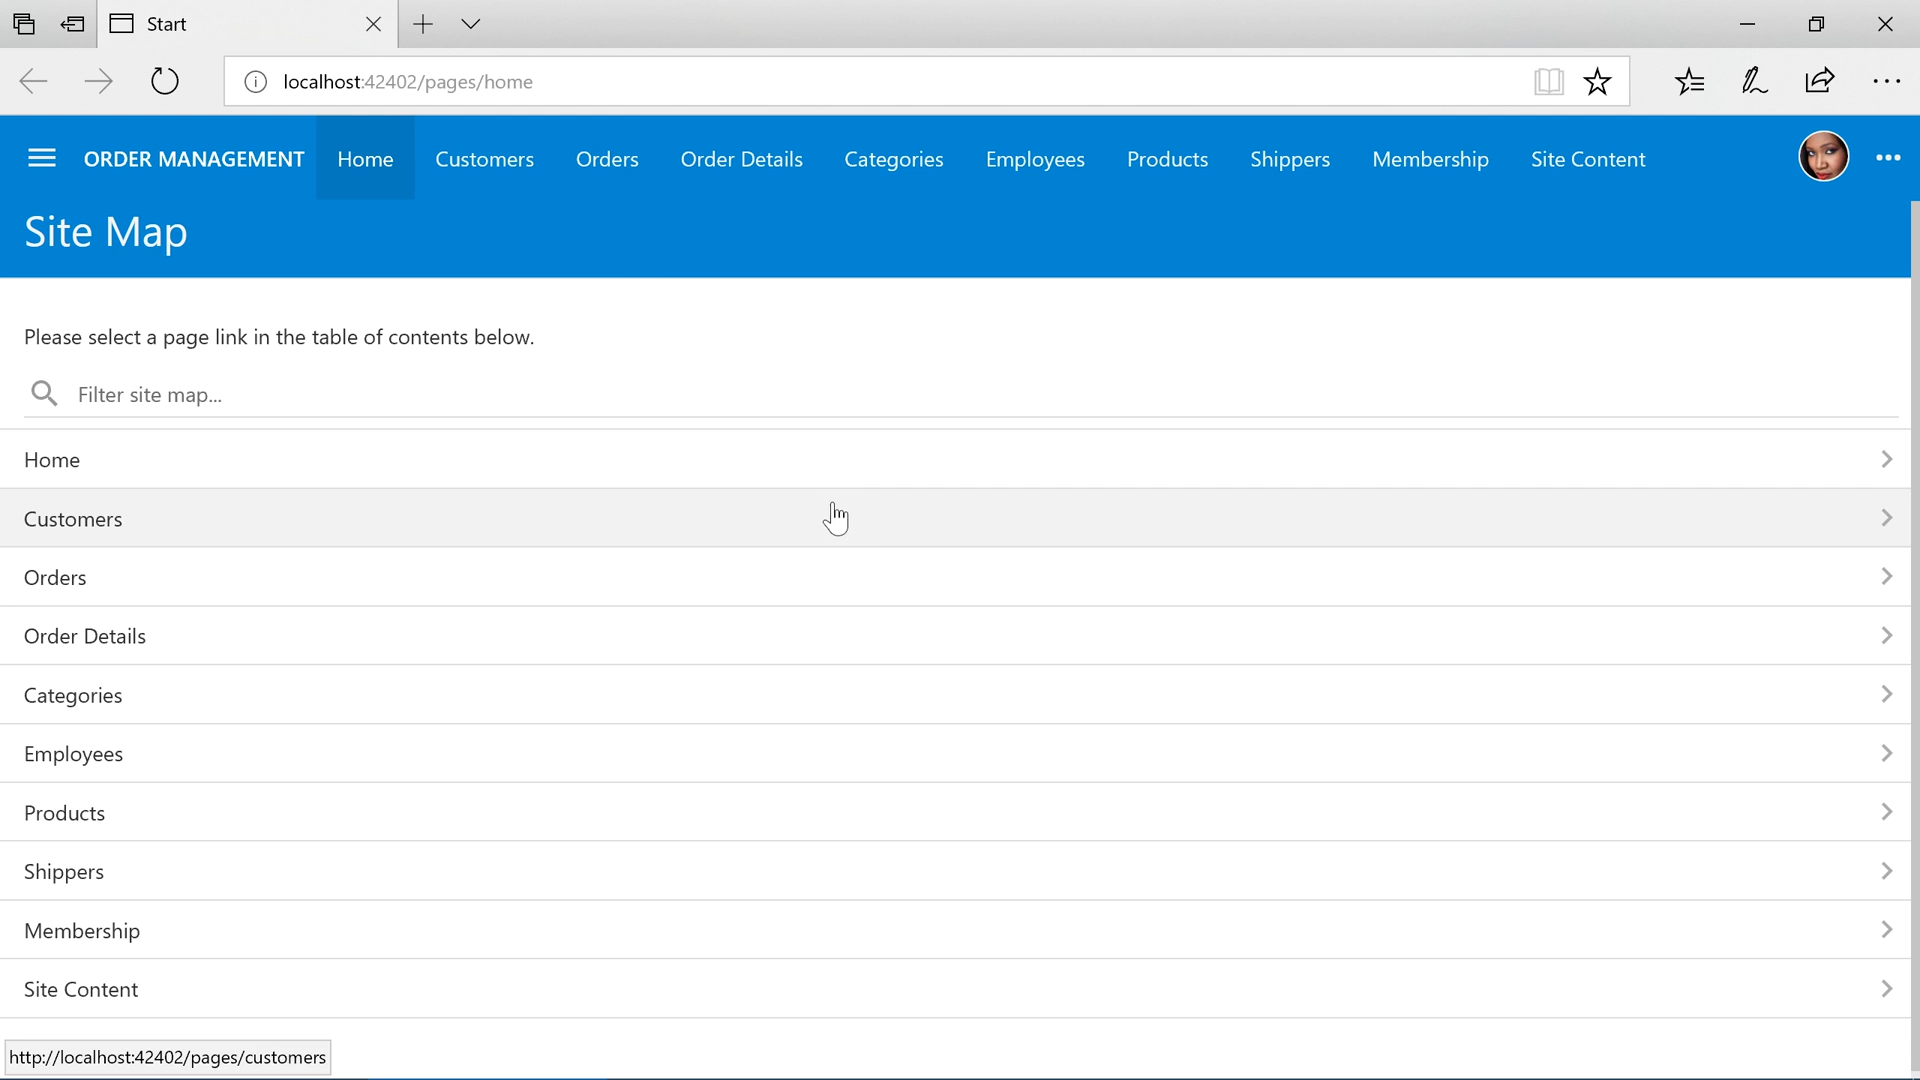 Start
localhost:42402/pages/home
ORDER MANAGEMENT Home Customers Orders Order Details Categories Employees Products Shippers Membership Site Content
Site Map
Please select a page link in the table of contents below.
Filter site map...
Home
Customers
Orders
Order Details
Categories
Employees
Products
Shippers
Membership
Site Content
http://localhost:42402/pages/customers